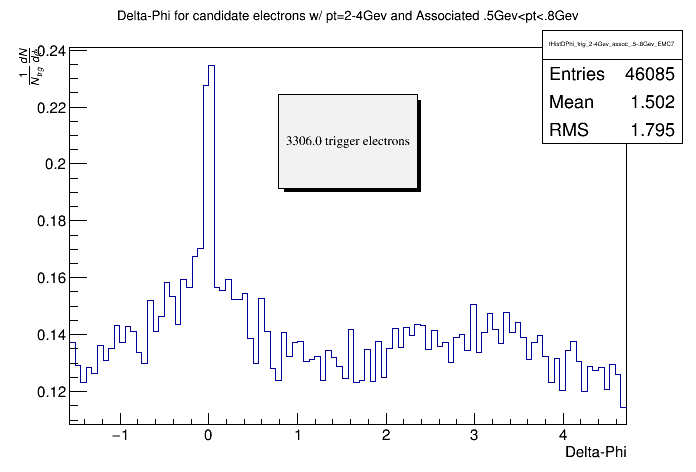 Delta-Phi for candidate electrons w/ pt=2-4Gev and Associated .5Gev<pt<.8Gev
fHistDPhi_trig_2-4Gev_assoc_.5-.8Gev_EMC7
Entries 46085
Mean 1.502
RMS 1.795
3306.0 trigger electrons
0.24
0.22
0.2
0.18
0.16
0.14
0.12
−1 0 1 2 3 4
Delta-Phi